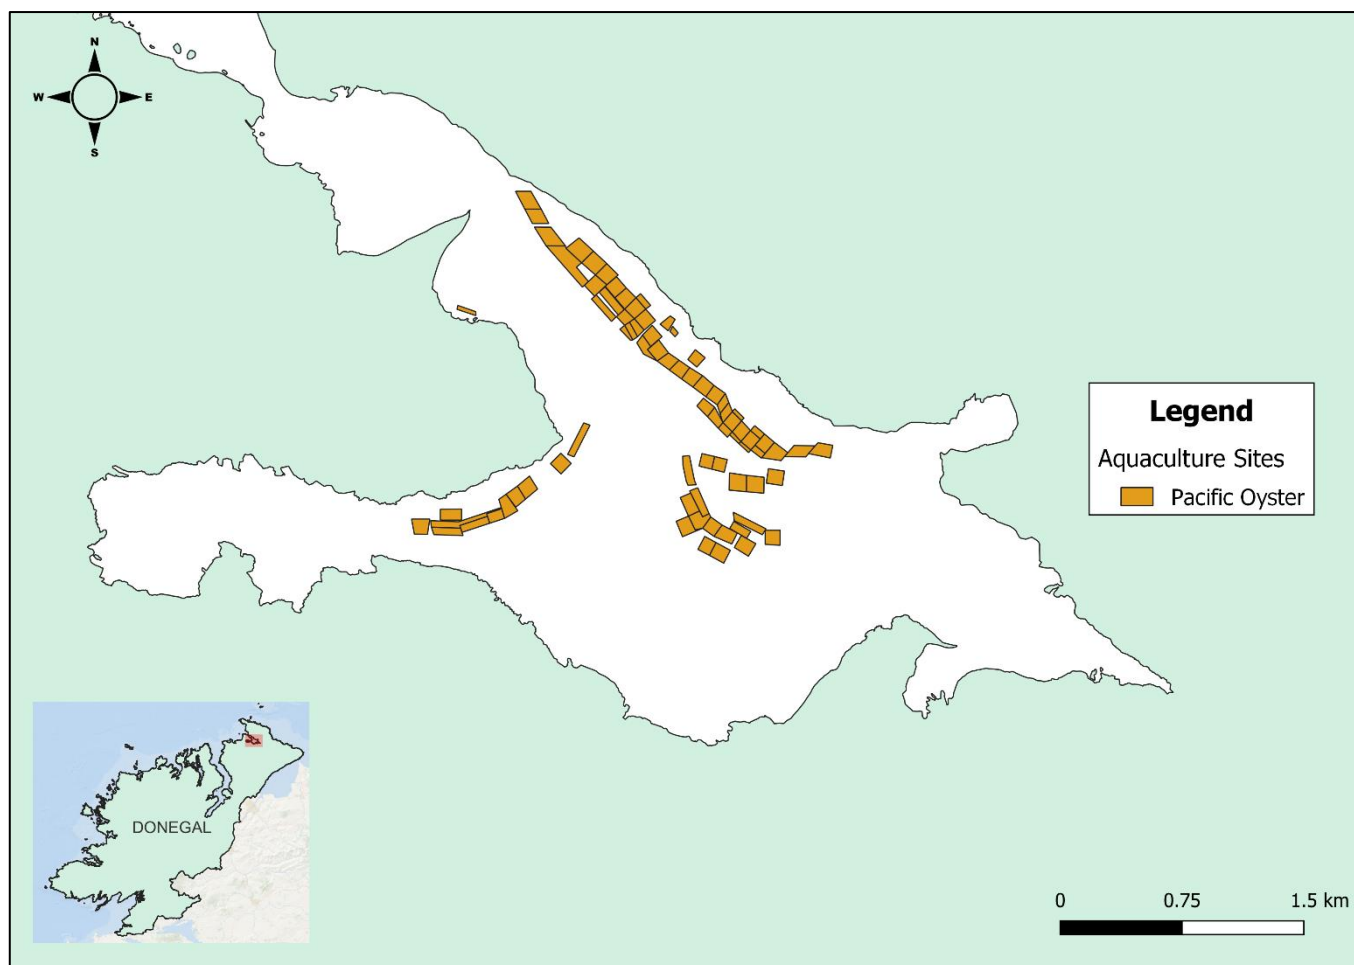 N
W E
S
Legend
Aquaculture Sites
Pacific Oyster
DONEGAL
0 0.75 1.5 km